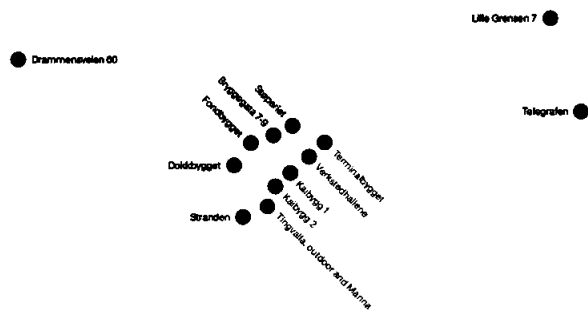 Lille Grensen 7
Drammensveien 60
Støperiet
Bryggegata 7-9
Fondbygget
Telegrafen
Terminalbygget
Verkstedhallene
Dokkbygget
Kaibygg 1
Kaibygg 2
Stranden
Tingvalla, outdoor and Marina